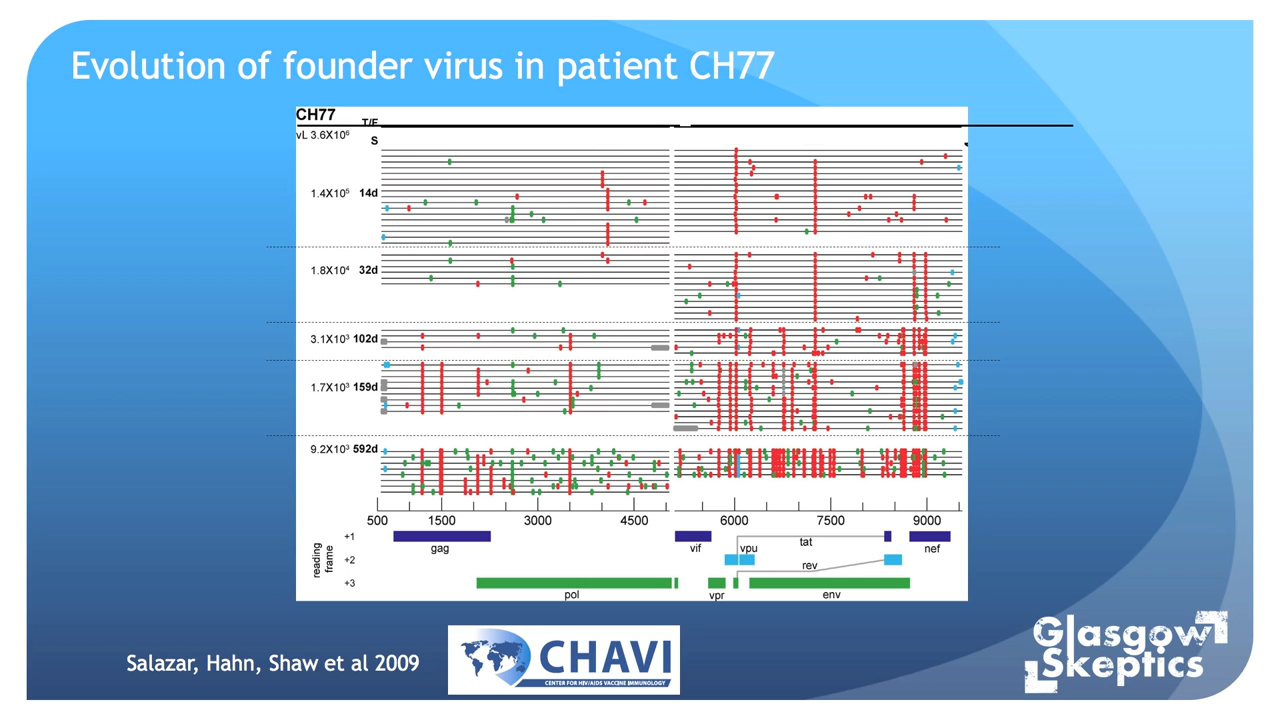 Evolution of founder virus in patient CH77
CH77
T/F
vL 3.6X10⁶
S
1.4X10⁵ 14d
1.8X10⁴ 32d
3.1X10³ 102d
1.7X10³ 159d
9.2X10³ 592d
500 1500 3000 4500 6000 7500 9000
reading frame
+1
gag vif tat nef
+2
vpu
rev
+3
pol vpr env
Salazar, Hahn, Shaw et al 2009
CHAVI
CENTER FOR HIV/AIDS VACCINE IMMUNOLOGY
Glasgow
Skeptics